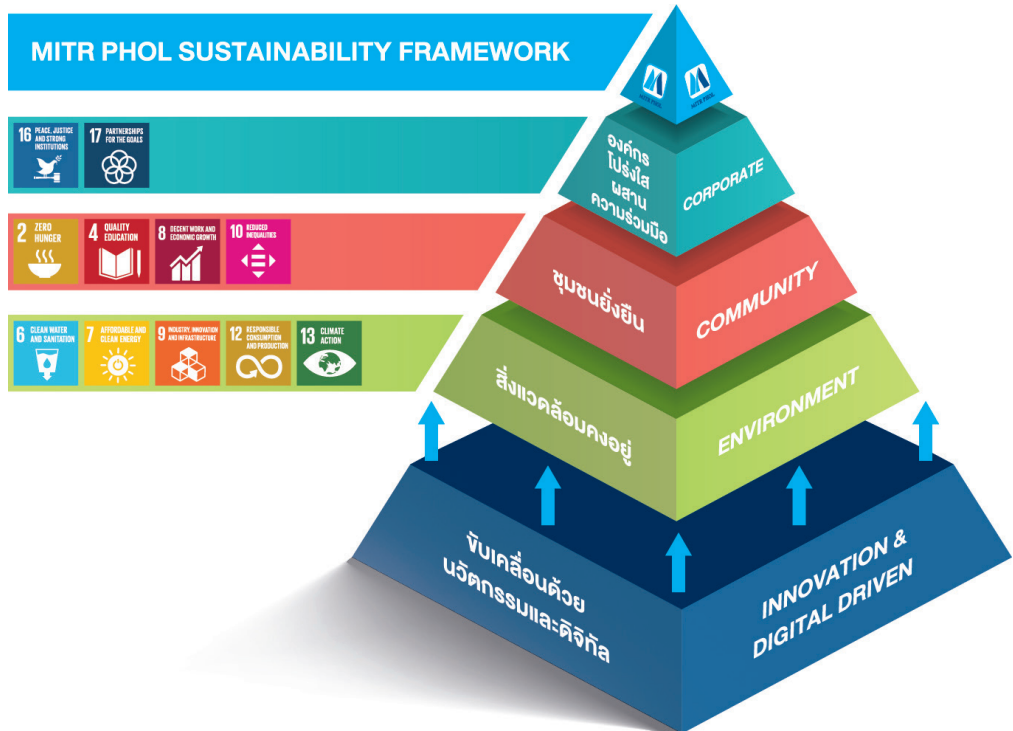 MITR PHOL SUSTAINABILITY FRAMEWORK
MITR PHOL
MITR PHOL
16 PEACE, JUSTICE
AND STRONG
INSTITUTIONS
17 PARTNERSHIPS
FOR THE GOALS
องค์กร
โปร่งใส
ผสาน
ความร่วมมือ
CORPORATE
2 ZERO
HUNGER
4 QUALITY
EDUCATION
8 DECENT WORK AND
ECONOMIC GROWTH
10 REDUCED
INEQUALITIES
ชุมชนยั่งยืน
COMMUNITY
6 CLEAN WATER
AND SANITATION
7 AFFORDABLE AND
CLEAN ENERGY
9 INDUSTRY, INNOVATION
AND INFRASTRUCTURE
12 RESPONSIBLE
CONSUMPTION
AND PRODUCTION
13 CLIMATE
ACTION
สิ่งแวดล้อมคงอยู่
ENVIRONMENT
ขับเคลื่อนด้วย
นวัตกรรมและดิจิทัล
INNOVATION &
DIGITAL DRIVEN